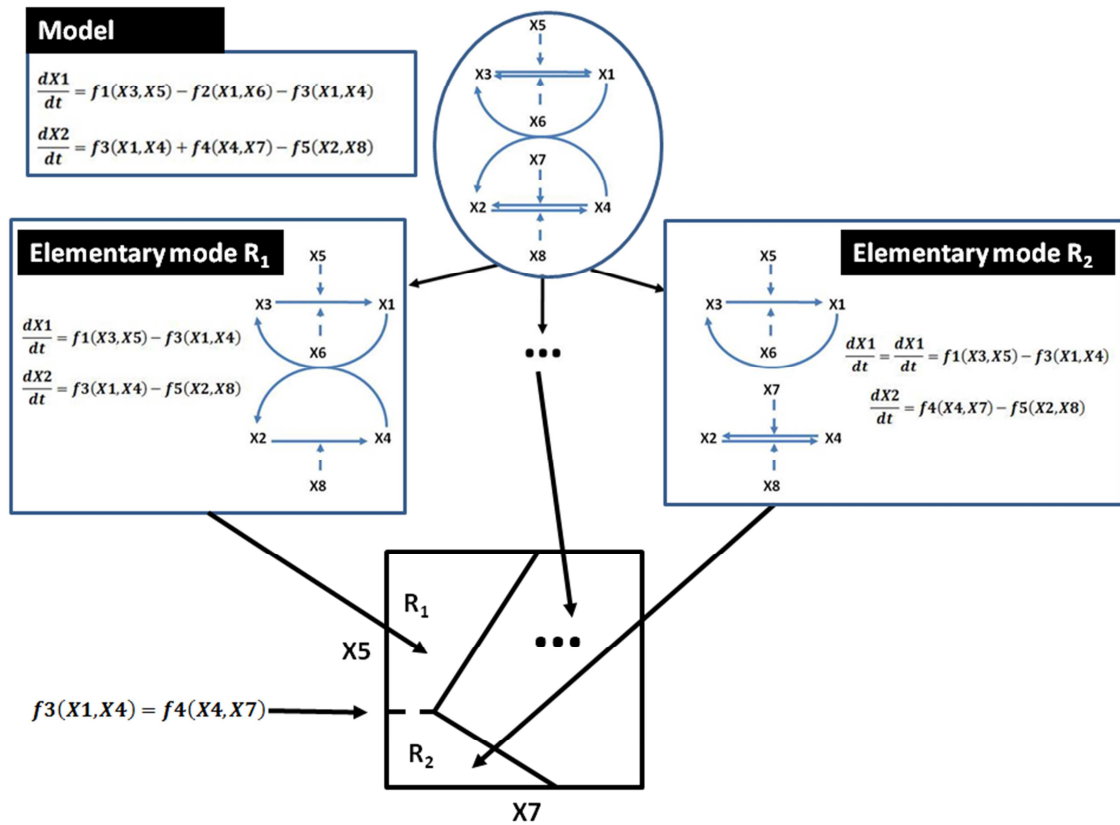 Model
dX1/dt = f1(X3,X5) − f2(X1,X6) − f3(X1,X4)
dX2/dt = f3(X1,X4) + f4(X4,X7) − f5(X2,X8)
X5
X3 X1
X6
X7
X2 X4
X8
Elementary mode R1
X5
X3 X1
dX1/dt = f1(X3,X5) − f3(X1,X4)
X6
dX2/dt = f3(X1,X4) − f5(X2,X8)
X2 X4
X8
Elementary mode R2
X5
X3 X1
X6
dX1/dt = dX1/dt = f1(X3,X5) − f3(X1,X4)
X7
dX2/dt = f4(X4,X7) − f5(X2,X8)
X2 X4
X8
...
R1
...
X5
f3(X1,X4) = f4(X4,X7)
R2
X7